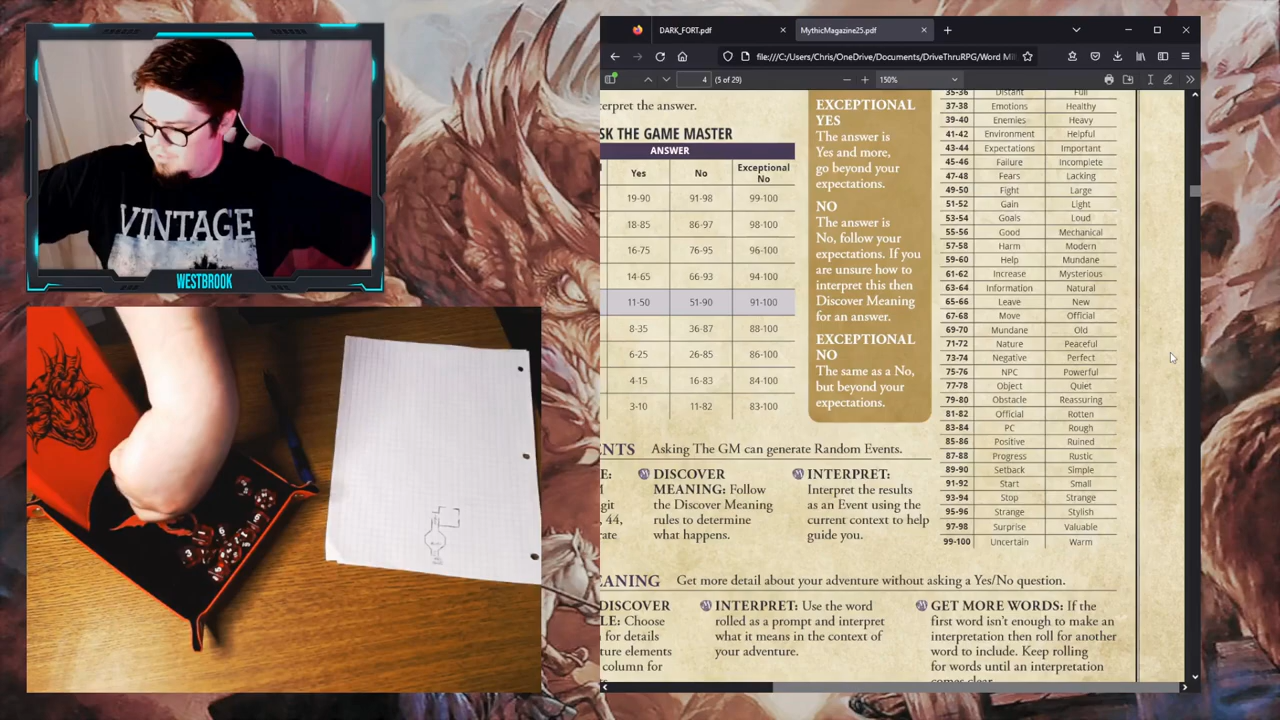 VINTAGE
WESTBROOK
DARK_FORT.pdf
MythicMagazine25.pdf
file:///C:/Users/Chris/OneDrive/Documents/DriveThruRPG/Word Mil
4
(5 of 29)
150%
terpret the answer.
SK THE GAME MASTER
ANSWER
Yes No Exceptional No
19-90 91-98 99-100
18-85 86-97 98-100
16-75 76-95 96-100
14-65 66-93 94-100
11-50 51-90 91-100
8-35 36-87 88-100
6-25 26-85 86-100
4-15 16-83 84-100
3-10 11-82 83-100
EXCEPTIONAL
YES
The answer is
Yes and more,
go beyond your
expectations.
NO
The answer is
No, follow your
expectations. If you
are unsure how to
interpret this then
Discover Meaning
for an answer.
EXCEPTIONAL
NO
The same as a No,
but beyond your
expectations.
35-36 Distant Full
37-38 Emotions Healthy
39-40 Enemies Heavy
41-42 Environment Helpful
43-44 Expectations Important
45-46 Failure Incomplete
47-48 Fears Lacking
49-50 Fight Large
51-52 Gain Light
53-54 Goals Loud
55-56 Good Mechanical
57-58 Harm Modern
59-60 Help Mundane
61-62 Increase Mysterious
63-64 Information Natural
65-66 Leave New
67-68 Move Official
69-70 Mundane Old
71-72 Nature Peaceful
73-74 Negative Perfect
75-76 NPC Powerful
77-78 Object Quiet
79-80 Obstacle Reassuring
81-82 Official Rotten
83-84 PC Rough
85-86 Positive Ruined
87-88 Progress Rustic
89-90 Setback Simple
91-92 Start Small
93-94 Stop Strange
95-96 Strange Stylish
97-98 Surprise Valuable
99-100 Uncertain Warm
NTS Asking The GM can generate Random Events.
E:
M
git
, 44,
rate
DISCOVER
MEANING: Follow
the Discover Meaning
rules to determine
what happens.
INTERPRET:
Interpret the results
as an Event using the
current context to help
guide you.
EANING Get more detail about your adventure without asking a Yes/No question.
DISCOVER
LE: Choose
for details
ture elements
column for
INTERPRET: Use the word
rolled as a prompt and interpret
what it means in the context of
your adventure.
GET MORE WORDS: If the
first word isn't enough to make an
interpretation then roll for another
word to include. Keep rolling
for words until an interpretation
comes clear.